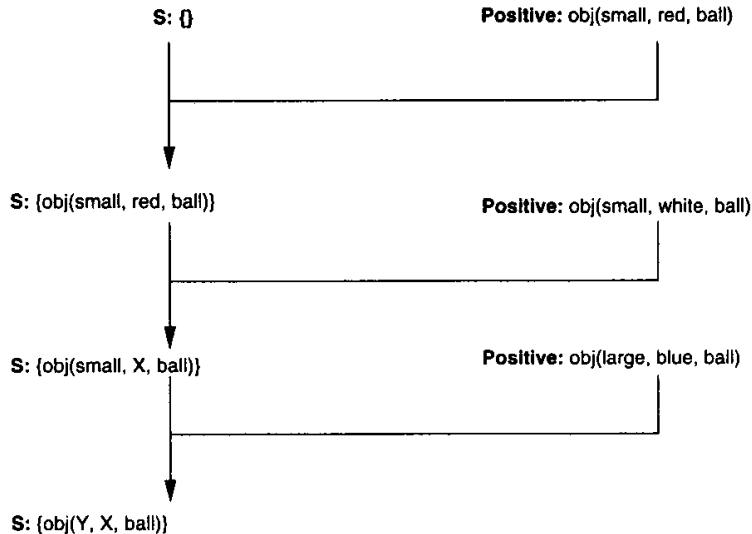 S: {}
Positive: obj(small, red, ball)
S: {obj(small, red, ball)}
Positive: obj(small, white, ball)
S: {obj(small, X, ball)}
Positive: obj(large, blue, ball)
S: {obj(Y, X, ball)}